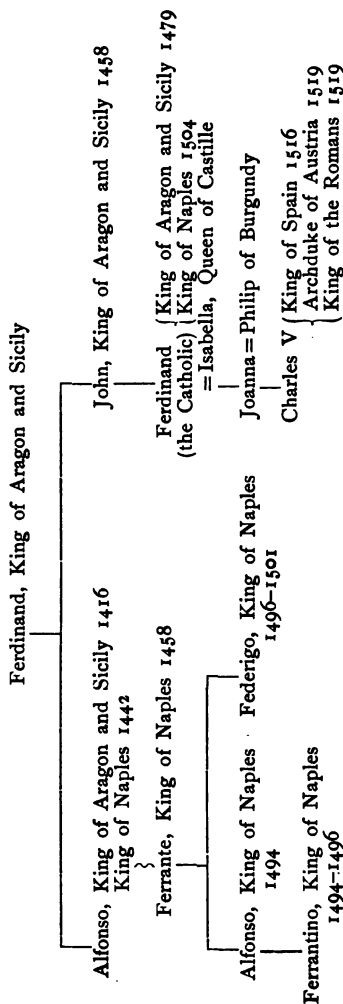 Ferdinand, King of Aragon and Sicily
Alfonso, King of Aragon and Sicily 1416
King of Naples 1442
Ferrante, King of Naples 1458
Alfonso, King of Naples
1494
Federigo, King of Naples
1496–1501
Ferrantino, King of Naples
1494–1496
John, King of Aragon and Sicily 1458
Ferdinand { King of Aragon and Sicily 1479
(the Catholic) { King of Naples 1504
=Isabella, Queen of Castille
Joanna=Philip of Burgundy
Charles V { King of Spain 1516
Archduke of Austria 1519
King of the Romans 1519